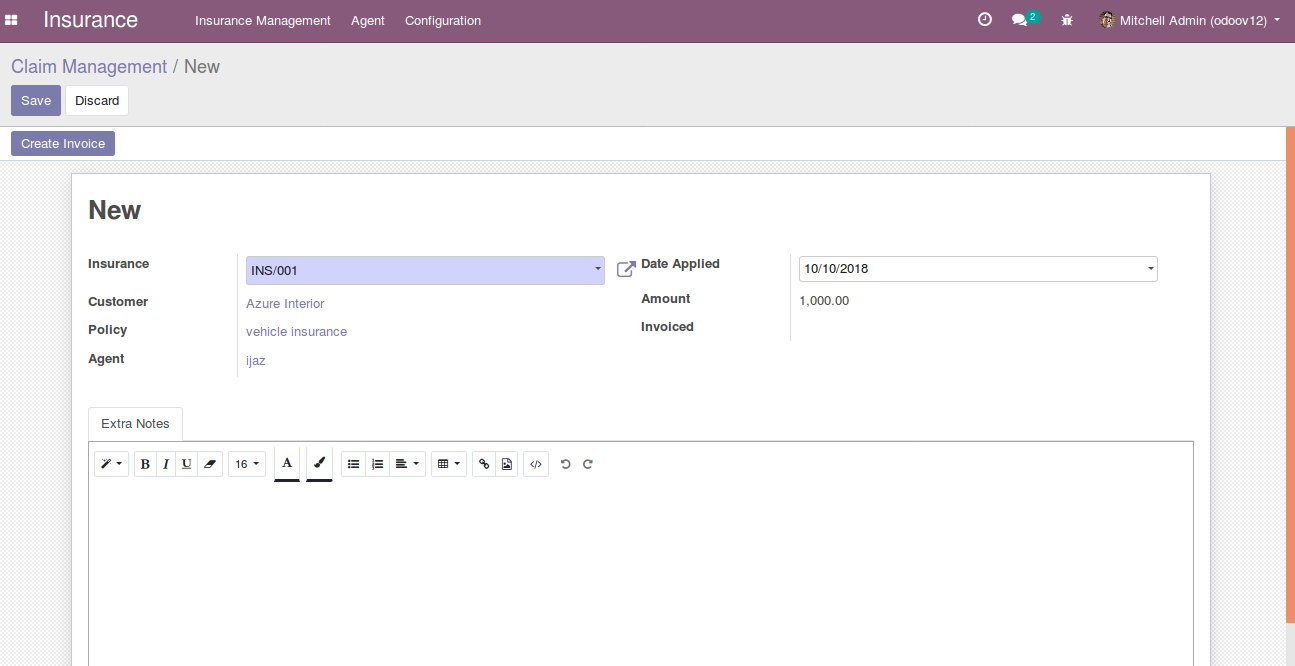 Insurance Insurance Management Agent Configuration 2 Mitchell Admin (odoov12)
Claim Management / New
Save Discard
Create Invoice
New
Insurance INS/001 Date Applied 10/10/2018
Customer Azure Interior Amount 1,000.00
Policy vehicle insurance Invoiced
Agent ijaz
Extra Notes
B I U 16 A </>